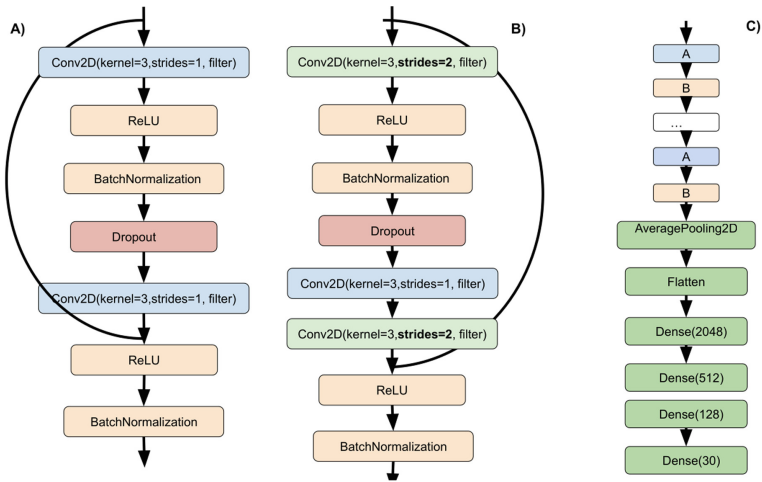 A)
Conv2D(kernel=3,strides=1, filter)
ReLU
BatchNormalization
Dropout
Conv2D(kernel=3,strides=1, filter)
ReLU
BatchNormalization
B)
Conv2D(kernel=3,strides=2, filter)
ReLU
BatchNormalization
Dropout
Conv2D(kernel=3,strides=1, filter)
Conv2D(kernel=3,strides=2, filter)
ReLU
BatchNormalization
C)
A
B
...
A
B
AveragePooling2D
Flatten
Dense(2048)
Dense(512)
Dense(128)
Dense(30)